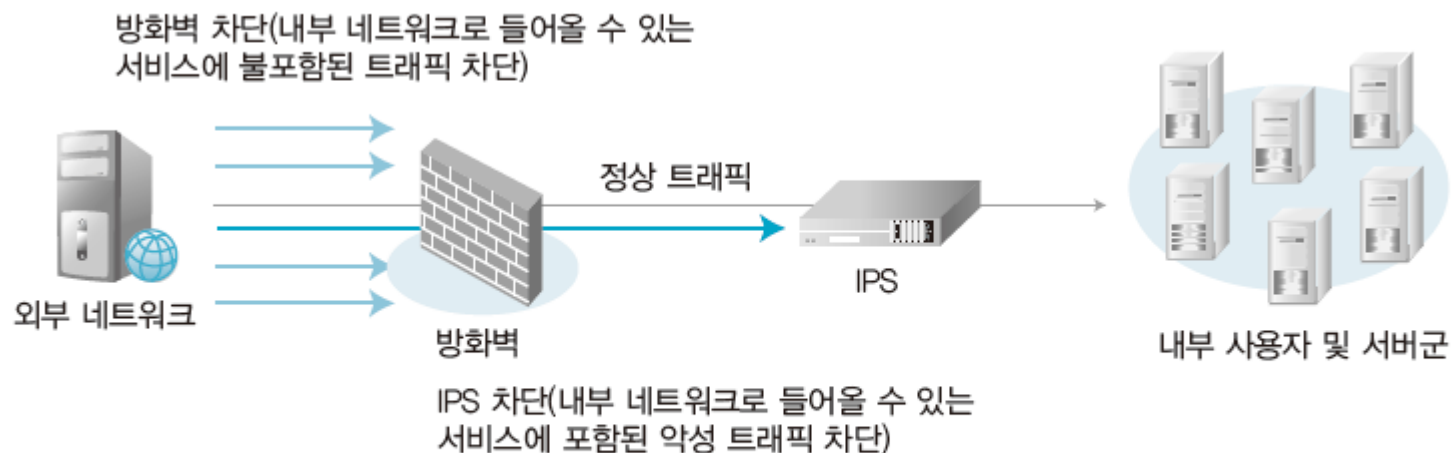 방화벽 차단(내부 네트워크로 들어올 수 있는
서비스에 불포함된 트래픽 차단)
정상 트래픽
외부 네트워크
방화벽
IPS
내부 사용자 및 서버군
IPS 차단(내부 네트워크로 들어올 수 있는
서비스에 포함된 악성 트래픽 차단)